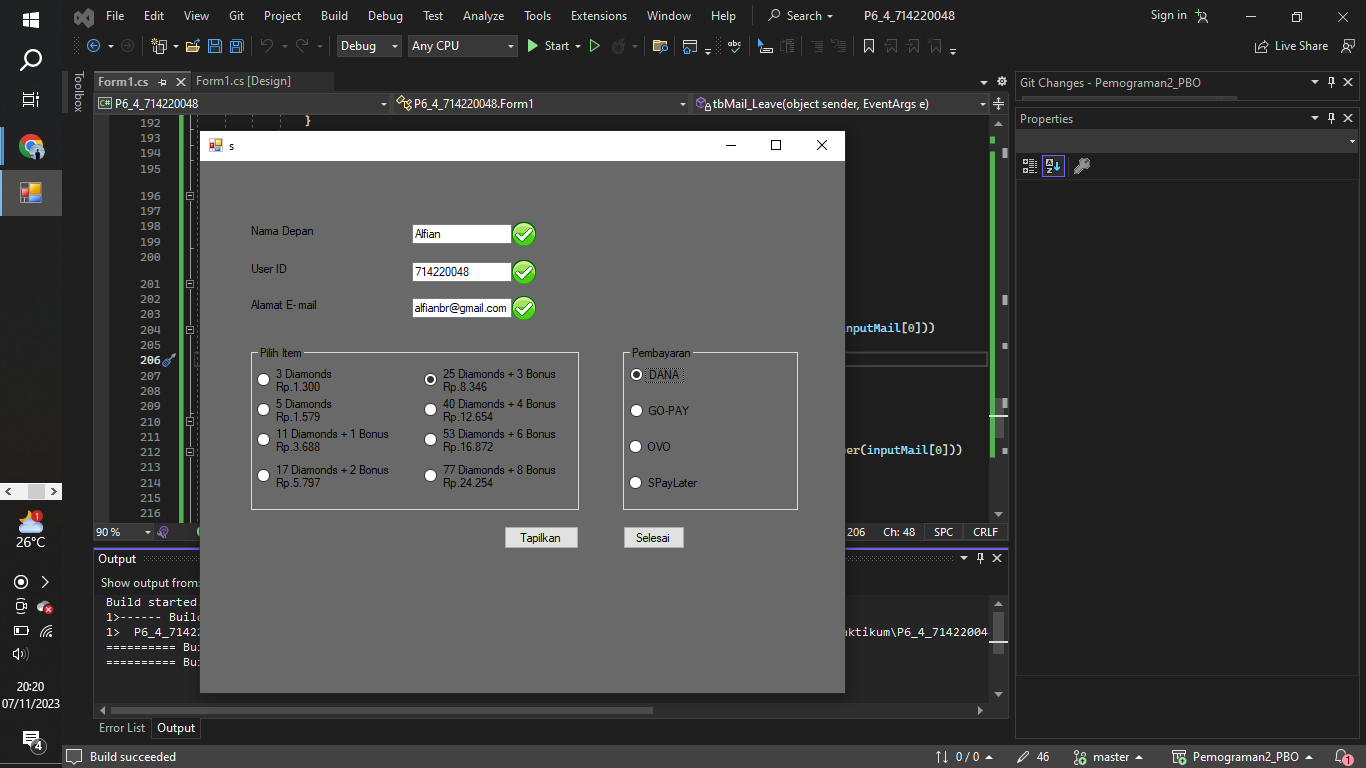 File Edit View Git Project Build Debug Test Analyze Tools Extensions Window Help Search P6_4_714220048 Sign in
Debug Any CPU Start Live Share
Toolbox
Form1.cs Form1.cs [Design]
P6_4_714220048 P6_4_714220048.Form1 tbMail_Leave(object sender, EventArgs e)
192 }
193
194
195
196
197
198
199
200
201
202
203
204 nputMail[0]))
205
206
207
208
209
210
211
212 er(inputMail[0]))
213
214
215
216
s
Nama Depan Alfian
User ID 714220048
Alamat E-mail alfianbr@gmail.com
Pilih Item
3 Diamonds
Rp.1.300
5 Diamonds
Rp.1.579
11 Diamonds + 1 Bonus
Rp.3.688
17 Diamonds + 2 Bonus
Rp.5.797
25 Diamonds + 3 Bonus
Rp.8.346
40 Diamonds + 4 Bonus
Rp.12.654
53 Diamonds + 6 Bonus
Rp.16.872
77 Diamonds + 8 Bonus
Rp.24.254
Pembayaran
DANA
GO-PAY
OVO
SPayLater
Tapilkan Selesai
90 % 206 Ch: 48 SPC CRLF
Output
Show output from:
Build started
1>------ Buil
1> P6_4_7142 ktikum\P6_4_71422004
========== Bui
========== Bui
Error List Output
Git Changes - Pemograman2_PBO
Properties
1
26°C
20:20
07/11/2023
4
Build succeeded 0 / 0 46 master Pemograman2_PBO 1